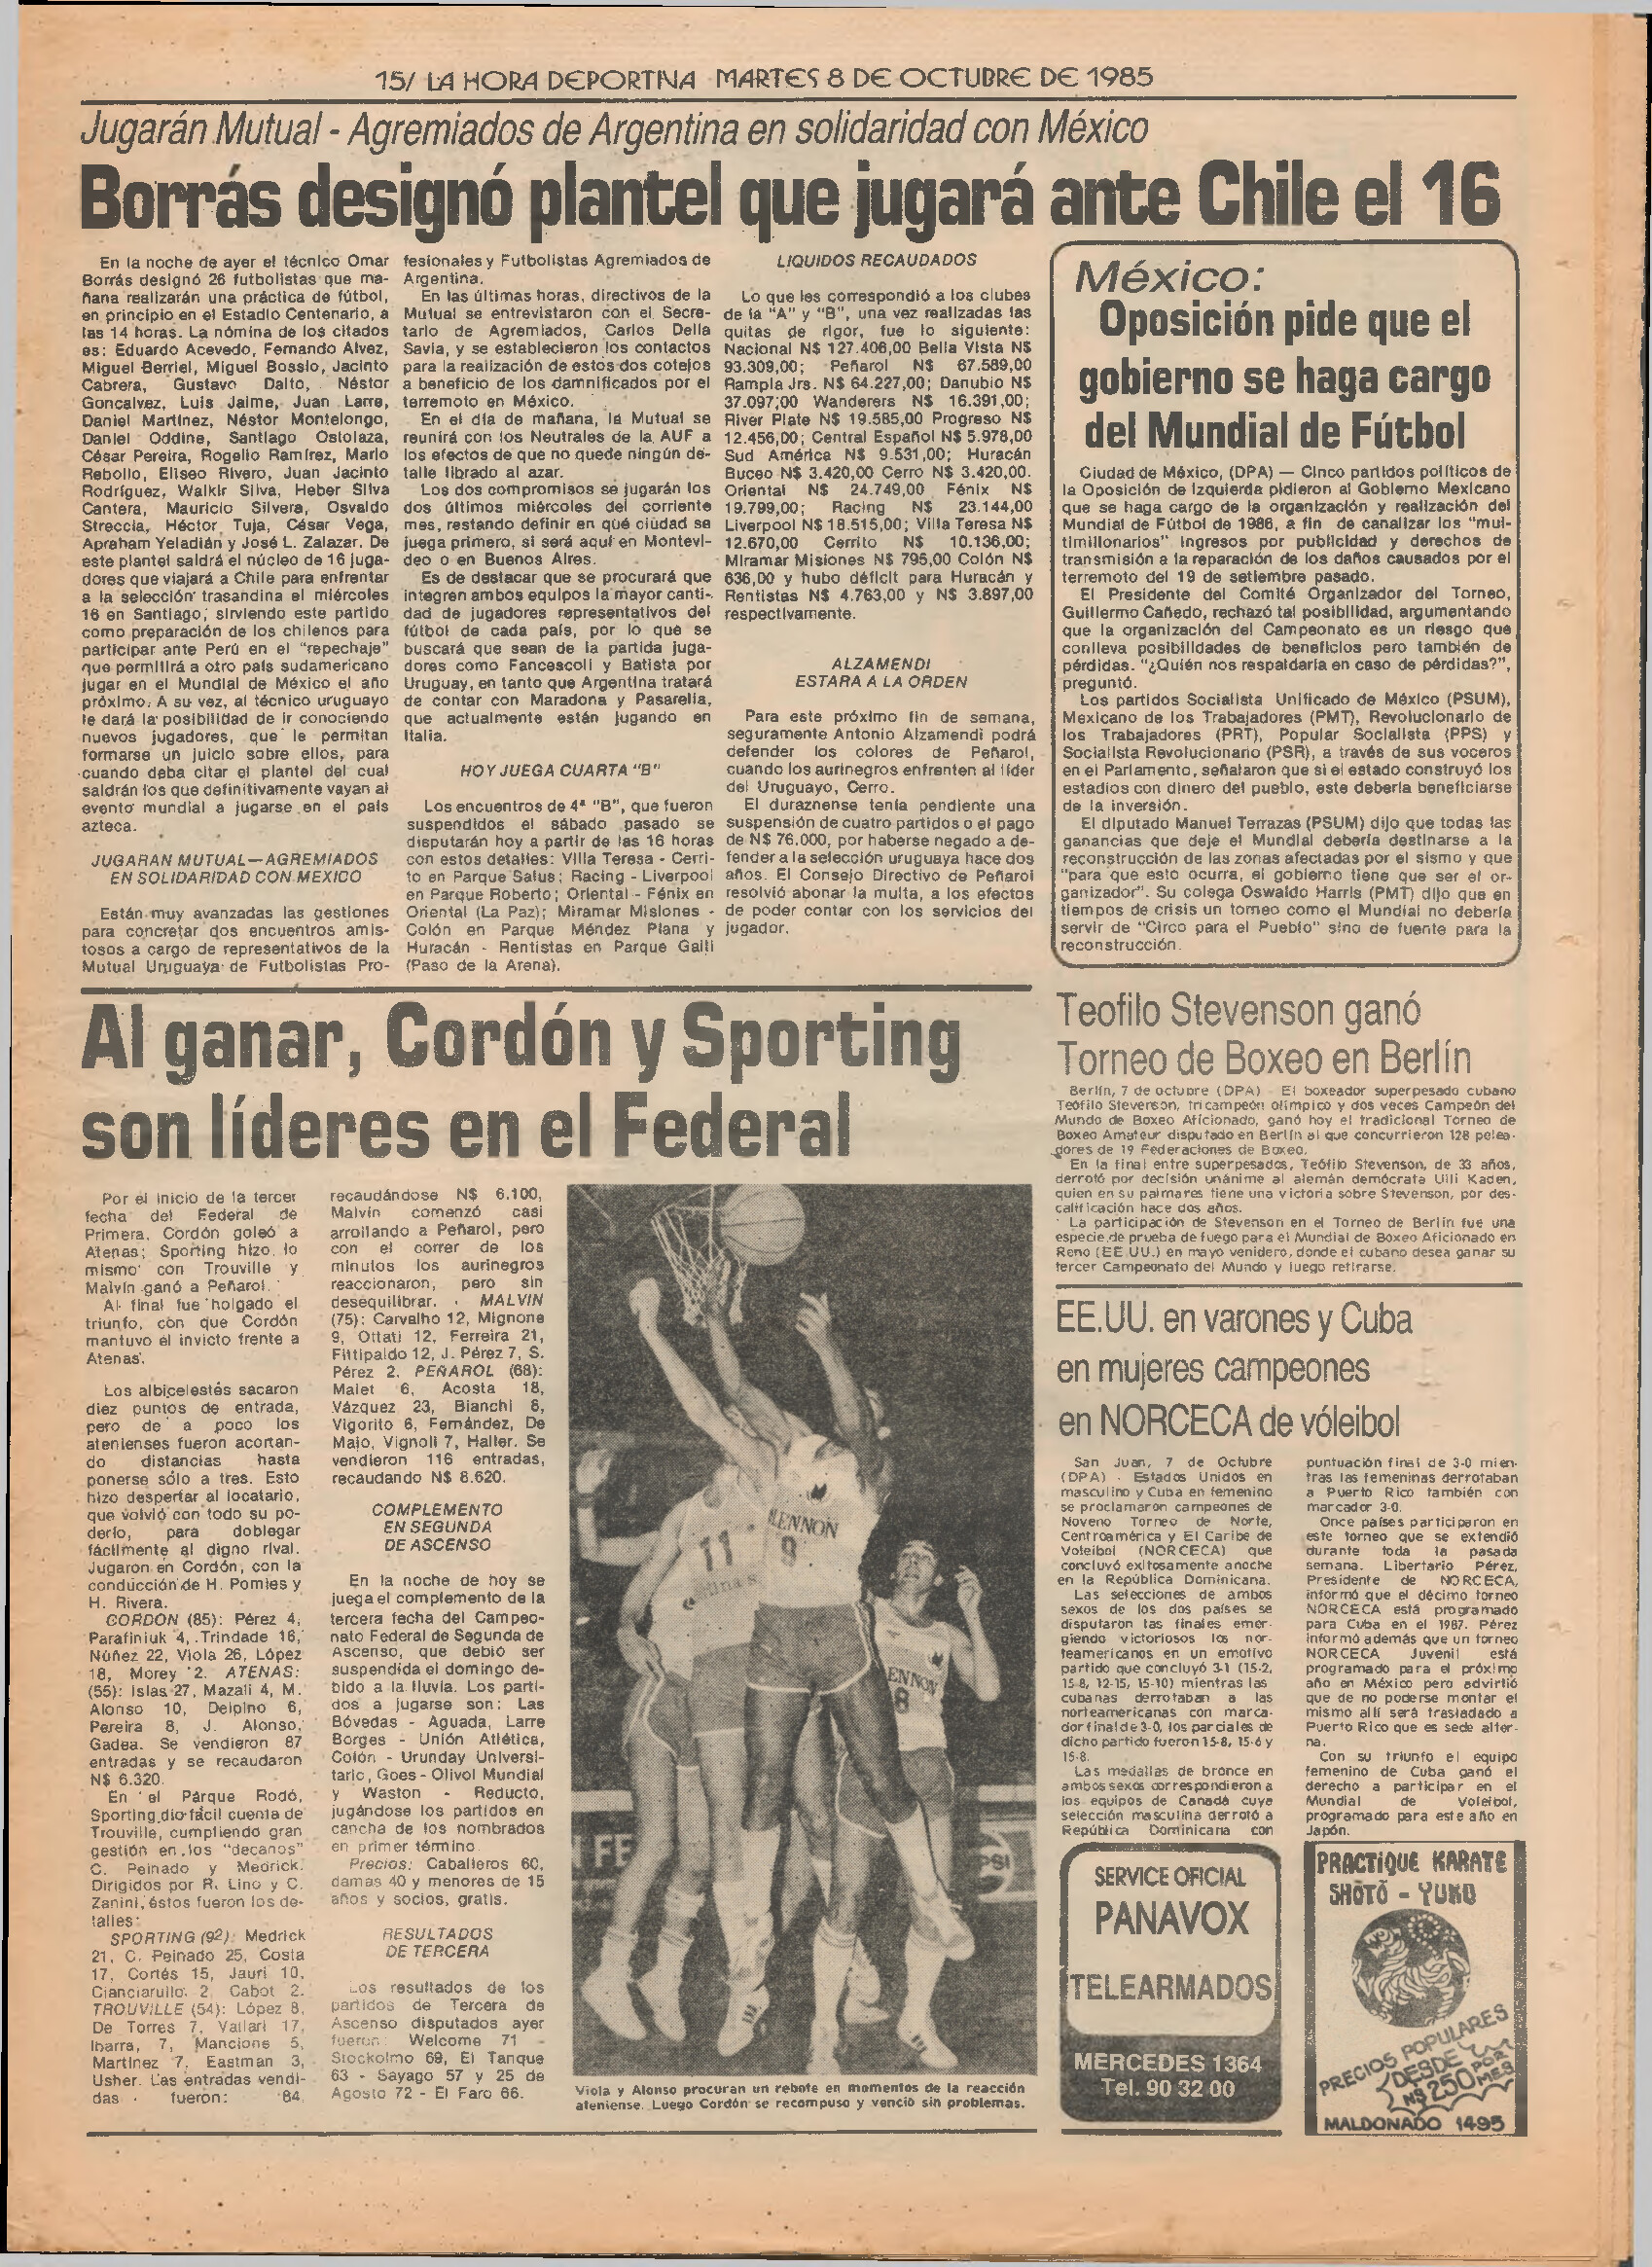 15/ LA HORA DEPORTIVA MARTES 8 DE OCTUBRE DE 1985
Jugarán Mutual - Agremiados de Argentina en solidaridad con México
Borrás designó plantel que jugará ante Chile el 16
En la noche de ayer el técnico Omar
Borrás designó 26 futbolistas que ma-
ñana realizarán una práctica de fútbol,
en principio en el Estadio Centenario, a
las 14 horas. La nómina de los citados
es: Eduardo Acevedo, Fernando Alvez,
Miguel Berriel, Miguel Bossio, Jacinto
Cabrera, Gustavo Dalto, Néstor
Goncalvez, Luis Jaime, Juan Larre,
Daniel Martínez, Néstor Montelongo,
Daniel Oddine, Santiago Ostolaza,
César Pereira, Rogelio Ramírez, Mario
Rebollo, Eliseo Rivero, Juan Jacinto
Rodríguez, Walkir Silva, Heber Silva
Cantera, Mauricio Silvera, Osvaldo
Streccia, Héctor Tuja, César Vega,
Apraham Yeladián y José L. Zalazar. De
este plantel saldrá el núcleo de 16 juga-
dores que viajará a Chile para enfrentar
a la selección trasandina el miércoles
16 en Santiago, sirviendo este partido
como preparación de los chilenos para
participar ante Perú en el "repechaje"
que permitirá a otro país sudamericano
jugar en el Mundial de México el año
próximo. A su vez, al técnico uruguayo
le dará la posibilidad de ir conociendo
nuevos jugadores, que le permitan
formarse un juicio sobre ellos, para
cuando deba citar el plantel del cual
saldrán los que definitivamente vayan al
evento mundial a jugarse en el país
azteca.
JUGARAN MUTUAL—AGREMIADOS
EN SOLIDARIDAD CON MEXICO
Están muy avanzadas las gestiones
para concretar dos encuentros amis-
tosos a cargo de representativos de la
Mutual Uruguaya de Futbolistas Pro-
fesionales y Futbolistas Agremiados de
Argentina.
En las últimas horas, directivos de la
Mutual se entrevistaron con el Secre-
tario de Agremiados, Carlos Della
Savia, y se establecieron los contactos
para la realización de estos dos cotejos
a beneficio de los damnificados por el
terremoto en México.
En el día de mañana, la Mutual se
reunirá con los Neutrales de la AUF a
los efectos de que no quede ningún de-
talle librado al azar.
Los dos compromisos se jugarán los
dos últimos miércoles del corriente
mes, restando definir en qué ciudad se
juega primero, si será aquí en Montevi-
deo o en Buenos Aires.
Es de destacar que se procurará que
integren ambos equipos la mayor canti-
dad de jugadores representativos del
fútbol de cada país, por lo que se
buscará que sean de la partida juga-
dores como Fancescoli y Batista por
Uruguay, en tanto que Argentina tratará
de contar con Maradona y Pasarella,
que actualmente están jugando en
Italia.
HOY JUEGA CUARTA "B"
Los encuentros de 4ª "B", que fueron
suspendidos el sábado pasado se
disputarán hoy a partir de las 16 horas
con estos detalles: Villa Teresa - Cerri-
to en Parque Salus; Racing - Liverpool
en Parque Roberto; Oriental - Fénix en
Oriental (La Paz); Miramar Misiones -
Colón en Parque Méndez Piana y
Huracán - Rentistas en Parque Gaiti
(Paso de la Arena).
LIQUIDOS RECAUDADOS
Lo que les correspondió a los clubes
de la "A" y "B", una vez realizadas las
quitas de rigor, fue lo siguiente:
Nacional N$ 127.406,00 Bella Vista N$
93.309,00; Peñarol N$ 67.589,00
Rampla Jrs. N$ 64.227,00; Danubio N$
37.097;00 Wanderers N$ 16.391,00;
River Plate N$ 19.585,00 Progreso N$
12.456,00; Central Español N$ 5.978,00
Sud América N$ 9.531,00; Huracán
Buceo N$ 3.420,00 Cerro N$ 3.420,00.
Oriental N$ 24.749,00 Fénix N$
19.799,00; Racing N$ 23.144,00
Liverpool N$ 18.515,00; Villa Teresa N$
12.670,00 Cerrito N$ 10.136,00;
Miramar Misiones N$ 795,00 Colón N$
636,00 y hubo déficit para Huracán y
Rentistas N$ 4.763,00 y N$ 3.897,00
respectivamente.
ALZAMENDI
ESTARA A LA ORDEN
Para este próximo fin de semana,
seguramente Antonio Alzamendi podrá
defender los colores de Peñarol,
cuando los aurinegros enfrenten al líder
del Uruguayo, Cerro.
El duraznense tenía pendiente una
suspensión de cuatro partidos o el pago
de N$ 76.000, por haberse negado a de-
fender a la selección uruguaya hace dos
años. El Consejo Directivo de Peñarol
resolvió abonar la multa, a los efectos
de poder contar con los servicios del
jugador.
México:
Oposición pide que el
gobierno se haga cargo
del Mundial de Fútbol
Ciudad de México, (DPA) — Cinco partidos políticos de
la Oposición de Izquierda pidieron al Gobierno Mexicano
que se haga cargo de la organización y realización del
Mundial de Fútbol de 1986, a fin de canalizar los "mul-
timillonarios" ingresos por publicidad y derechos de
transmisión a la reparación de los daños causados por el
terremoto del 19 de setiembre pasado.
El Presidente del Comité Organizador del Torneo,
Guillermo Cañedo, rechazó tal posibilidad, argumentando
que la organización del Campeonato es un riesgo que
conlleva posibilidades de beneficios pero también de
pérdidas. "¿Quién nos respaldaría en caso de pérdidas?",
preguntó.
Los partidos Socialista Unificado de México (PSUM),
Mexicano de los Trabajadores (PMT), Revolucionario de
los Trabajadores (PRT), Popular Socialista (PPS) y
Socialista Revolucionario (PSR), a través de sus voceros
en el Parlamento, señalaron que si el estado construyó los
estadios con dinero del pueblo, este debería beneficiarse
de la inversión.
El diputado Manuel Terrazas (PSUM) dijo que todas las
ganancias que deje el Mundial debería destinarse a la
reconstrucción de las zonas afectadas por el sismo y que
"para que esto ocurra, el gobierno tiene que ser el or-
ganizador". Su colega Oswaldo Harris (PMT) dijo que en
tiempos de crisis un torneo como el Mundial no debería
servir de "Circo para el Pueblo" sino de fuente para la
reconstrucción.
Al ganar, Cordón y Sporting
son líderes en el Federal
Por el inicio de la tercer
fecha del Federal de
Primera, Cordón goleó a
Atenas; Sporting hizo lo
mismo con Trouville y
Malvín ganó a Peñarol.
Al final fue holgado el
triunfo, con que Cordón
mantuvo el invicto frente a
Atenas.
Los albicelestés sacaron
diez puntos de entrada,
pero de a poco los
atenienses fueron acortan-
do distancias hasta
ponerse sólo a tres. Esto
hizo despertar al locatario,
que volvió con todo su po-
derío, para doblegar
fácilmente al digno rival.
Jugaron en Cordón, con la
conducción de H. Pomies y
H. Rivera.
CORDON (85): Pérez 4,
Parafiniuk 4, Trindade 16,
Núñez 22, Viola 26, López
18, Morey 2. ATENAS:
(55): Islas 27, Mazali 4, M.
Alonso 10, Delpino 6,
Pereira 8, J. Alonso,
Gadea. Se vendieron 87
entradas y se recaudaron
N$ 6.320.
En el Parque Rodó,
Sporting dio fácil cuenta de
Trouville, cumpliendo gran
gestión en los "decanos"
C. Peinado y Medrick.
Dirigidos por R. Lino y C.
Zanini, éstos fueron los de-
talles:
SPORTING (92): Medrick
21, C. Peinado 25, Costa
17, Cortés 15, Jauri 10,
Cianciarullo 2, Cabot 2.
TROUVILLE (54): López 8,
De Torres 7, Vallari 17,
Ibarra, 7, Mancione 5,
Martínez 7, Eastman 3,
Usher. Las entradas vendi-
das fueron: 84,
recaudándose N$ 6.100,
Malvín comenzó casi
arrollando a Peñarol, pero
con el correr de los
minutos los aurinegros
reaccionaron, pero sin
desequilibrar. MALVIN
(75): Carvalho 12, Mignone
9, Ottati 12, Ferreira 21,
Fittipaldo 12, J. Pérez 7, S.
Pérez 2. PEÑAROL (68):
Malet 6, Acosta 18,
Vázquez 23, Bianchi 8,
Vigorito 6, Fernández, De
Maio, Vignoli 7, Halter. Se
vendieron 116 entradas,
recaudando N$ 8.620.
COMPLEMENTO
EN SEGUNDA
DE ASCENSO
En la noche de hoy se
juega el complemento de la
tercera fecha del Campeo-
nato Federal de Segunda de
Ascenso, que debió ser
suspendida el domingo de-
bido a la lluvia. Los parti-
dos a jugarse son: Las
Bóvedas - Aguada, Larre
Borges - Unión Atlética,
Colón - Urunday Universi-
tario, Goes - Olivol Mundial
y Waston - Reducto,
jugándose los partidos en
cancha de los nombrados
en primer término.
Precios: Caballeros 60,
damas 40 y menores de 15
años y socios, gratis.
RESULTADOS
DE TERCERA
Los resultados de los
partidos de Tercera de
Ascenso disputados ayer
fueron: Welcome 71 -
Stockolmo 69, El Tanque
63 - Sayago 57 y 25 de
Agosto 72 - El Faro 66.
LENNON
11
9
ENNON
8
FE
PSI
Viola y Alonso procuran un rebote en momentos de la reacción
ateniense. Luego Cordón se recompuso y venció sin problemas.
Teofilo Stevenson ganó
Torneo de Boxeo en Berlín
Berlín, 7 de octubre (DPA) - El boxeador superpesado cubano
Teófilo Stevenson, tricampeón olímpico y dos veces Campeón del
Mundo de Boxeo Aficionado, ganó hoy el tradicional Torneo de
Boxeo Amateur disputado en Berlín al que concurrieron 128 pelea-
dores de 19 Federaciones de Boxeo.
En la final entre superpesados, Teófilo Stevenson, de 33 años,
derrotó por decisión unánime al alemán demócrata Ulli Kaden,
quien en su palmares tiene una victoria sobre Stevenson, por des-
calificación hace dos años.
La participación de Stevenson en el Torneo de Berlín fue una
especie de prueba de fuego para el Mundial de Boxeo Aficionado en
Reno (EE.UU.) en mayo venidero, donde el cubano desea ganar su
tercer Campeonato del Mundo y luego retirarse.
EE.UU. en varones y Cuba
en mujeres campeones
en NORCECA de vóleibol
San Juan, 7 de Octubre
(DPA) - Estados Unidos en
masculino y Cuba en femenino
se proclamaron campeones de
Noveno Torneo de Norte,
Centroamérica y El Caribe de
Voleibol (NORCECA) que
concluyó exitosamente anoche
en la República Dominicana.
Las selecciones de ambos
sexos de los dos países se
disputaron las finales emer-
giendo victoriosos los nor-
teamericanos en un emotivo
partido que concluyó 3-1 (15-2,
15-8, 12-15, 15-10) mientras las
cubanas derrotaban a las
norteamericanas con marca-
dor final de 3-0, los parciales de
dicho partido fueron 15-8, 15-6 y
15-8.
Las medallas de bronce en
ambos sexos correspondieron a
los equipos de Canadá cuya
selección masculina derrotó a
República Dominicana con
puntuación final de 3-0 mien-
tras las femeninas derrotaban
a Puerto Rico también con
marcador 3-0.
Once países participaron en
este torneo que se extendió
durante toda la pasada
semana. Libertario Pérez,
Presidente de NORCECA,
informó que el décimo torneo
NORCECA está programado
para Cuba en el 1987. Pérez
informó además que un torneo
NORCECA Juvenil está
programado para el próximo
año en México pero advirtió
que de no poderse montar el
mismo allí será trasladado a
Puerto Rico que es sede alter-
na.
Con su triunfo el equipo
femenino de Cuba ganó el
derecho a participar en el
Mundial de Voleibol,
programado para este año en
Japón.
SERVICE OFICIAL
PANAVOX
TELEARMADOS
MERCEDES 1364
Tel. 90 32 00
PRACTIQUE KARATE
SHŌTŌ - YUKO
PRECIOS POPULARES
DESDE
N$ 250 POR MES
MALDONADO 1495